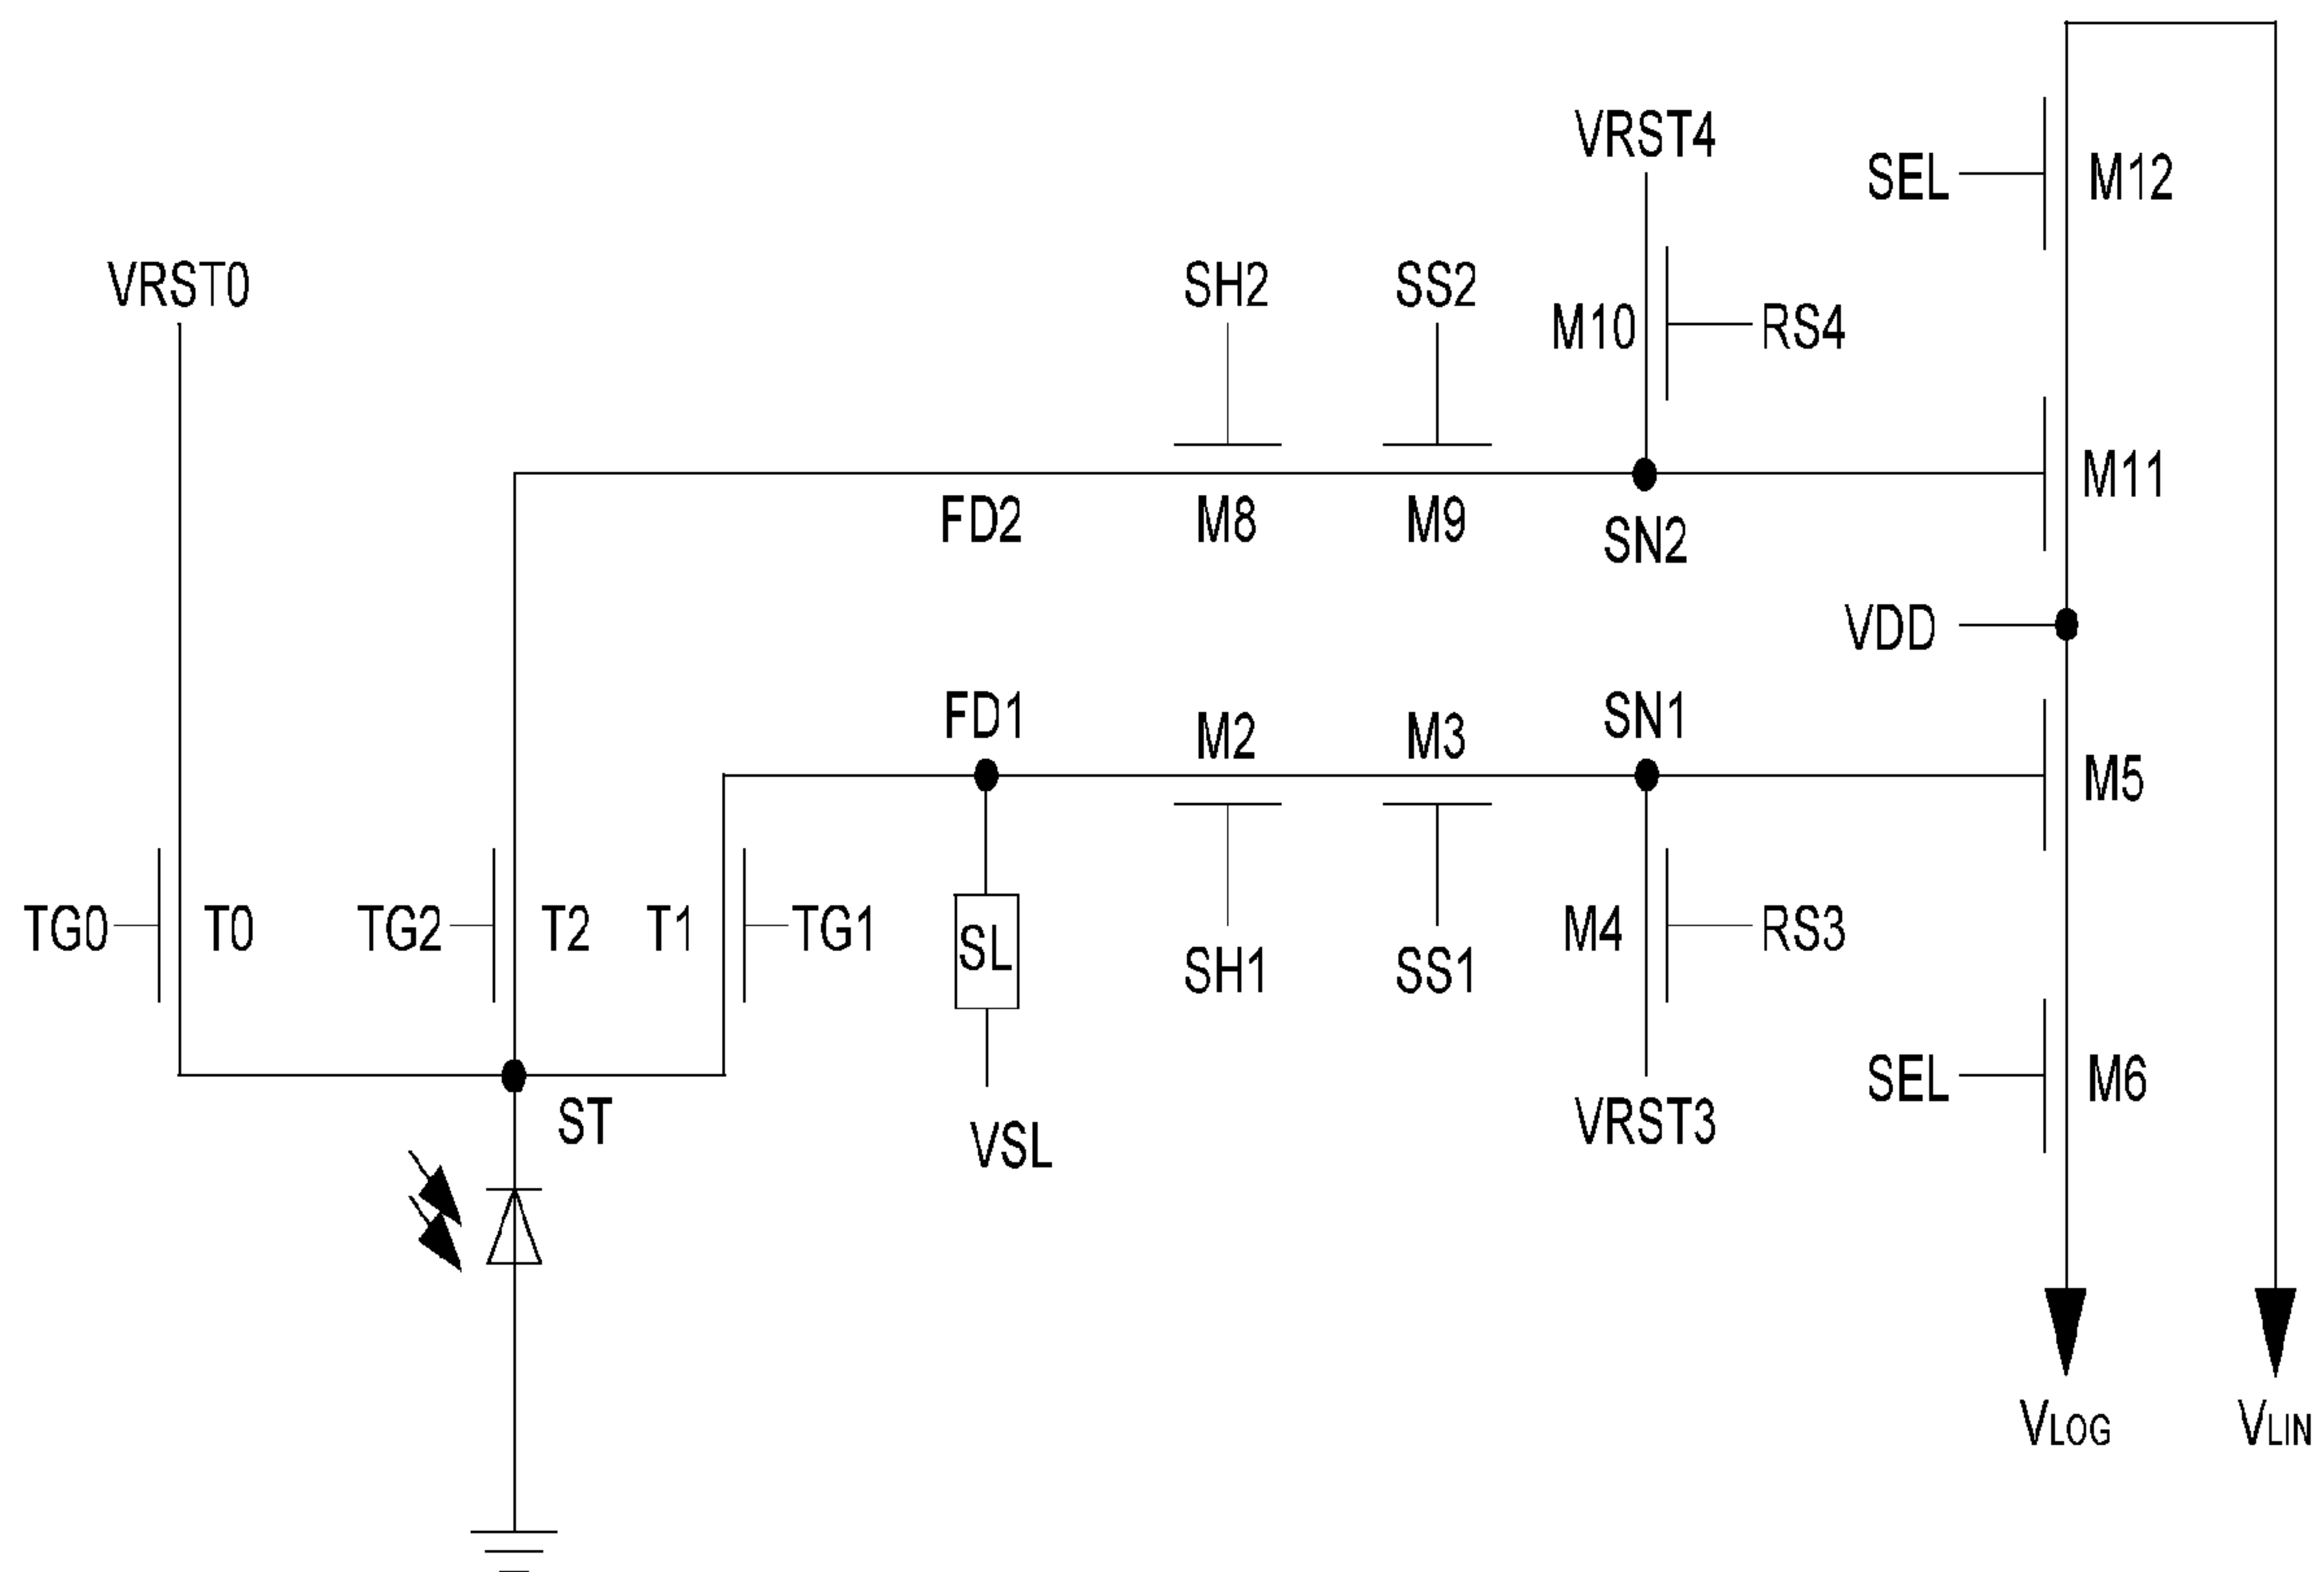 VRST4
SEL
M12
VRST0
SH2
SS2
M10
RS4
FD2
M8
M9
SN2
M11
VDD
FD1
M2
M3
SN1
M5
TG0
T0
TG2
T2
T1
TG1
SL
SH1
SS1
M4
RS3
SEL
M6
ST
VSL
VRST3
VLOG
VLIN